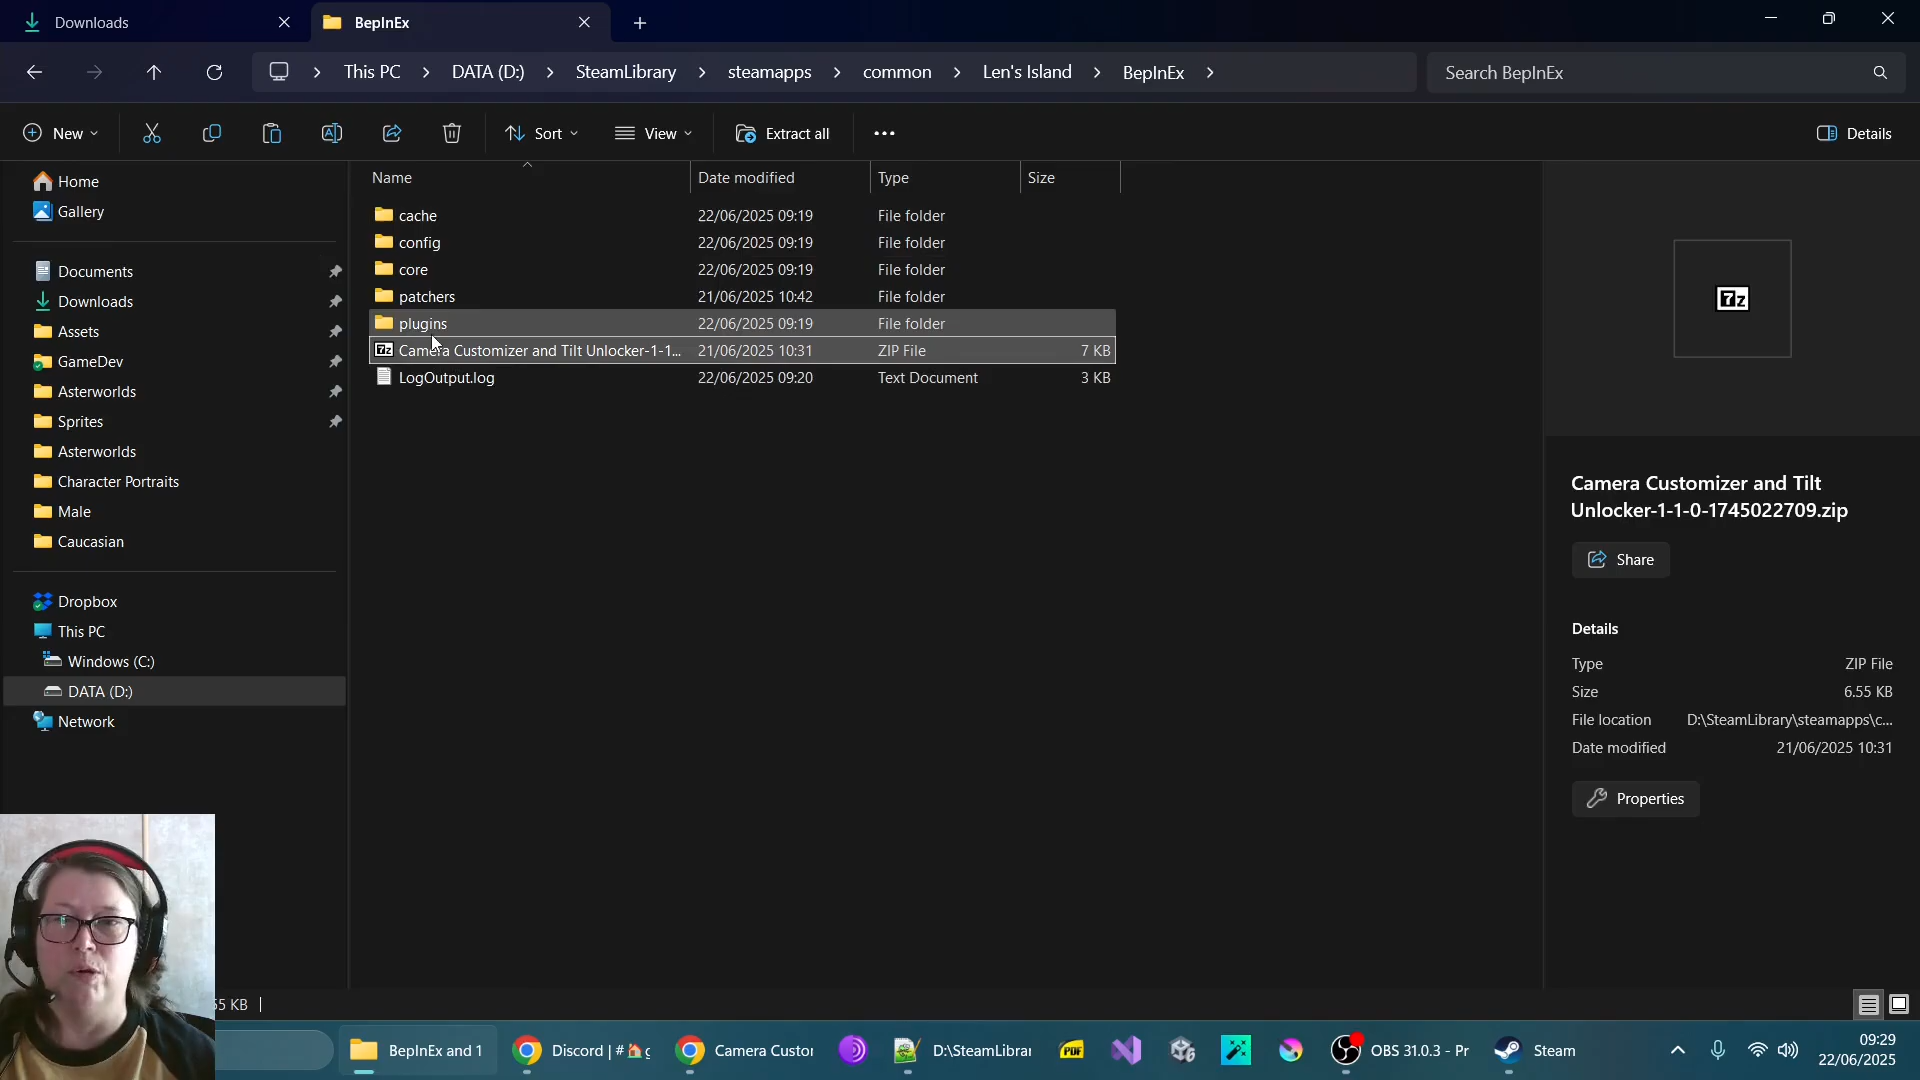 Downloads
BepInEx
This PC
DATA (D:)
SteamLibrary
steamapps
common
Len's Island
BepInEx
Search BepInEx
New
Sort
View
Extract all
Details
Home
Gallery
Documents
Downloads
Assets
GameDev
Asterworlds
Sprites
Asterworlds
Character Portraits
Male
Caucasian
Dropbox
This PC
Windows (C:)
DATA (D:)
Network
Name Date modified Type Size
cache 22/06/2025 09:19 File folder
config 22/06/2025 09:19 File folder
core 22/06/2025 09:19 File folder
patchers 21/06/2025 10:42 File folder
plugins 22/06/2025 09:19 File folder
Camera Customizer and Tilt Unlocker-1-1... 21/06/2025 10:31 ZIP File 7 KB
LogOutput.log 22/06/2025 09:20 Text Document 3 KB
7z
Camera Customizer and Tilt
Unlocker-1-1-0-1745022709.zip
Share
Details
Type ZIP File
Size 6.55 KB
File location D:\SteamLibrary\steamapps\c...
Date modified 21/06/2025 10:31
Properties
55 KB
BepInEx and 1
Discord | #
Camera Custor
D:\SteamLibrar
PDF
OBS 31.0.3 - Pr
Steam
09:29
22/06/2025